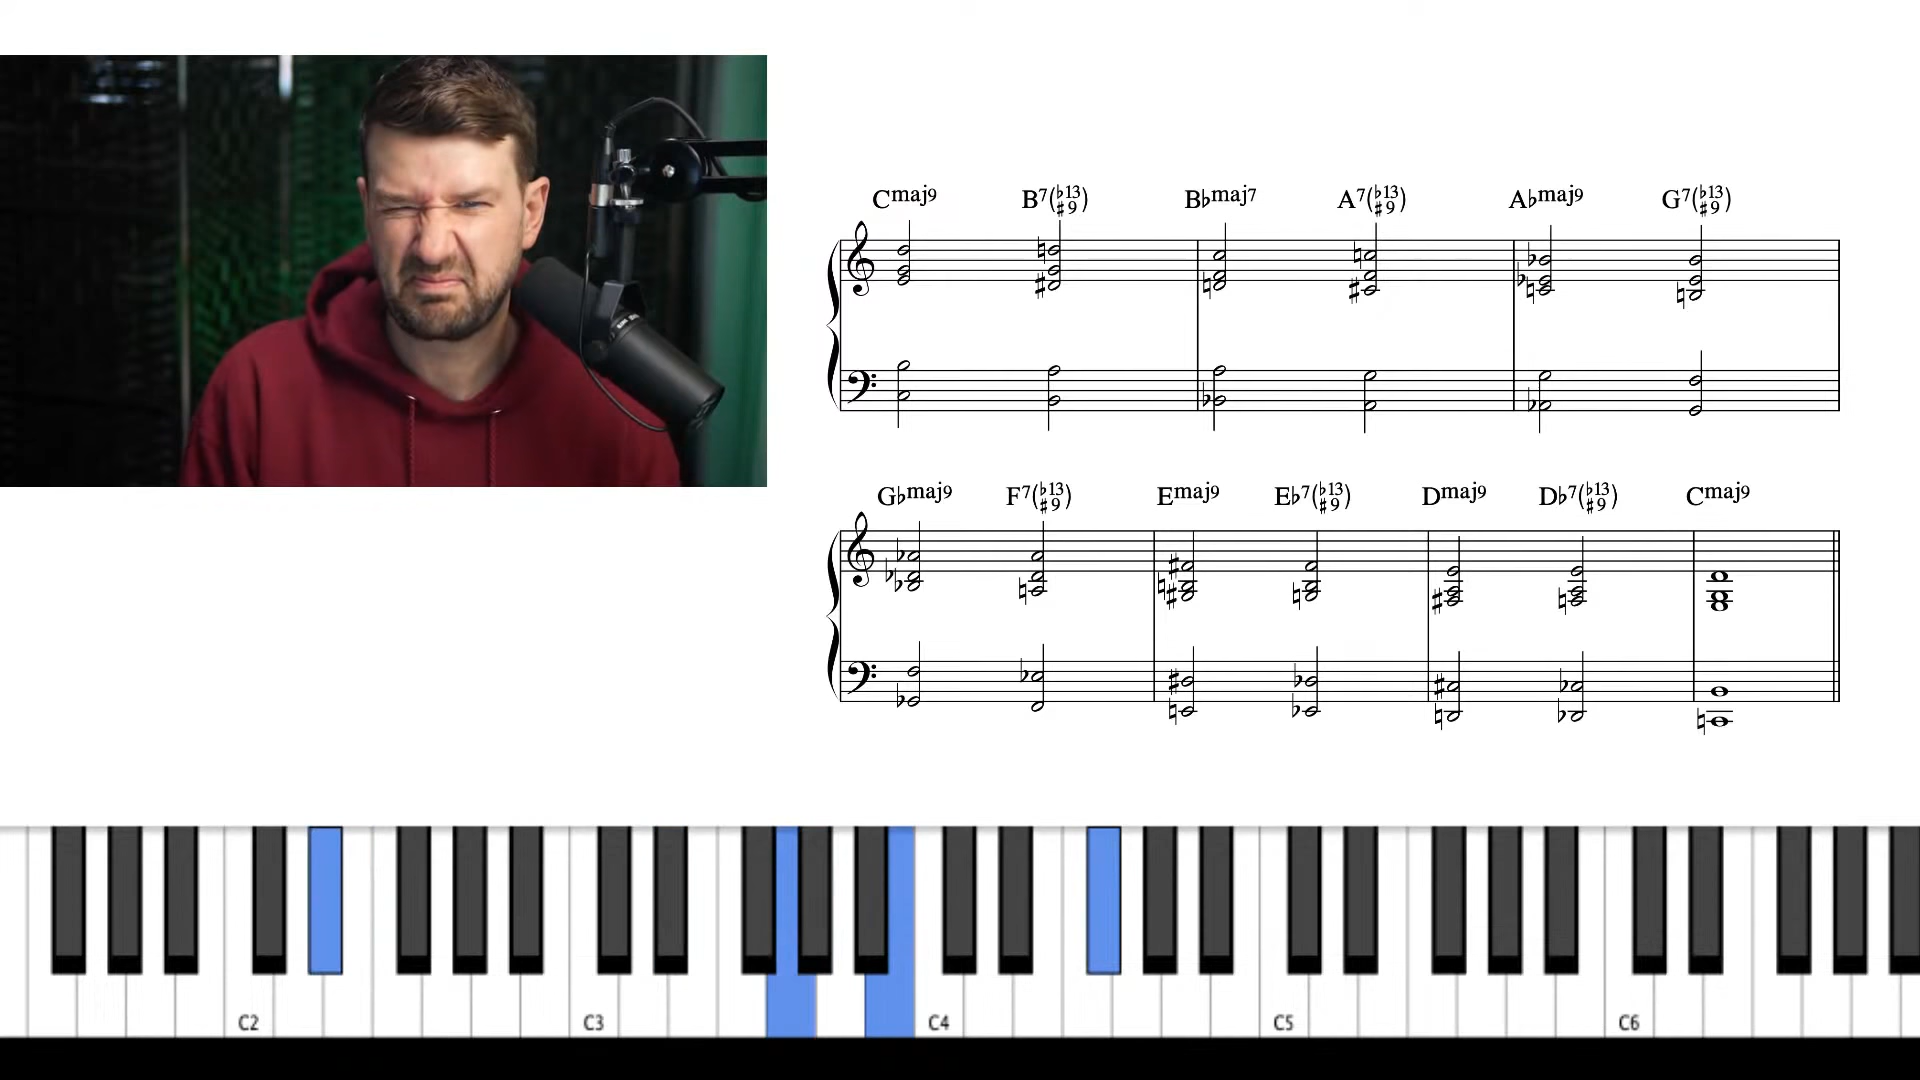 Cmaj9 B7(♭13 ♯9) B♭maj7 A7(♭13 ♯9) A♭maj9 G7(♭13 ♯9)
G♭maj9 F7(♭13 ♯9) Emaj9 E♭7(♭13 ♯9) Dmaj9 D♭7(♭13 ♯9) Cmaj9
C2 C3 C4 C5 C6